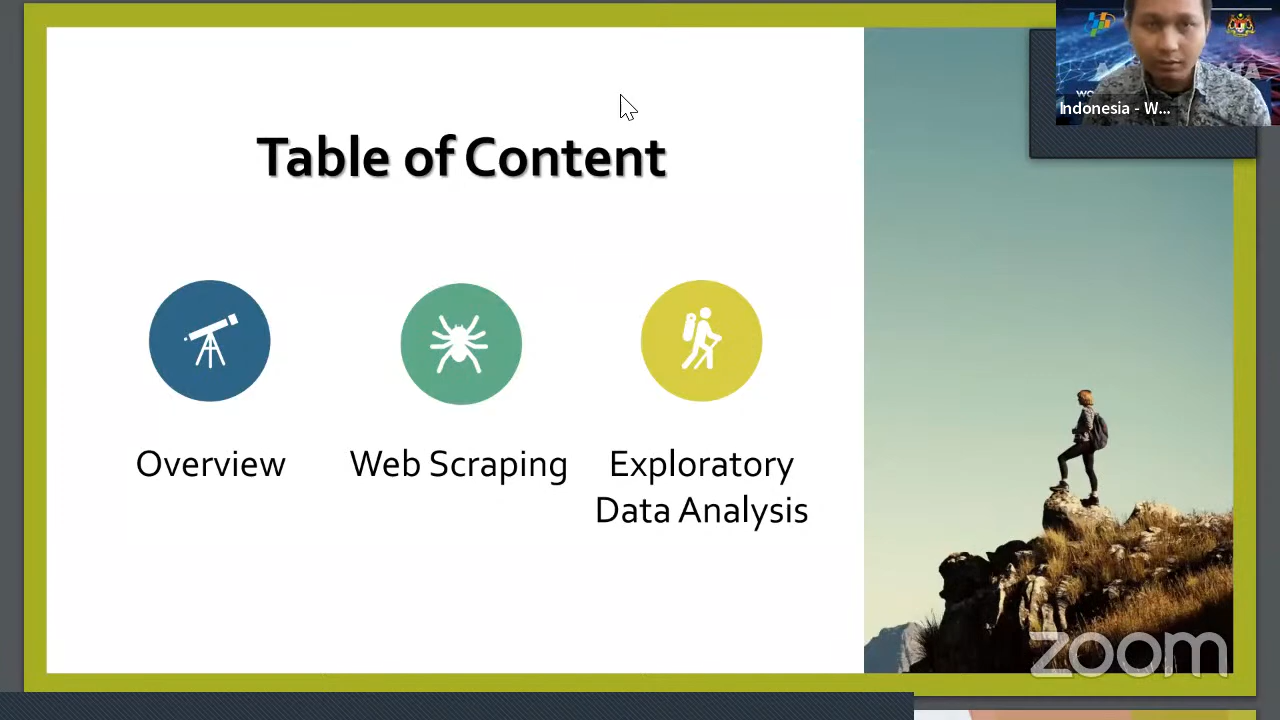 Table of Content
Overview
Web Scraping
Exploratory
Data Analysis
Indonesia - W...
zoom